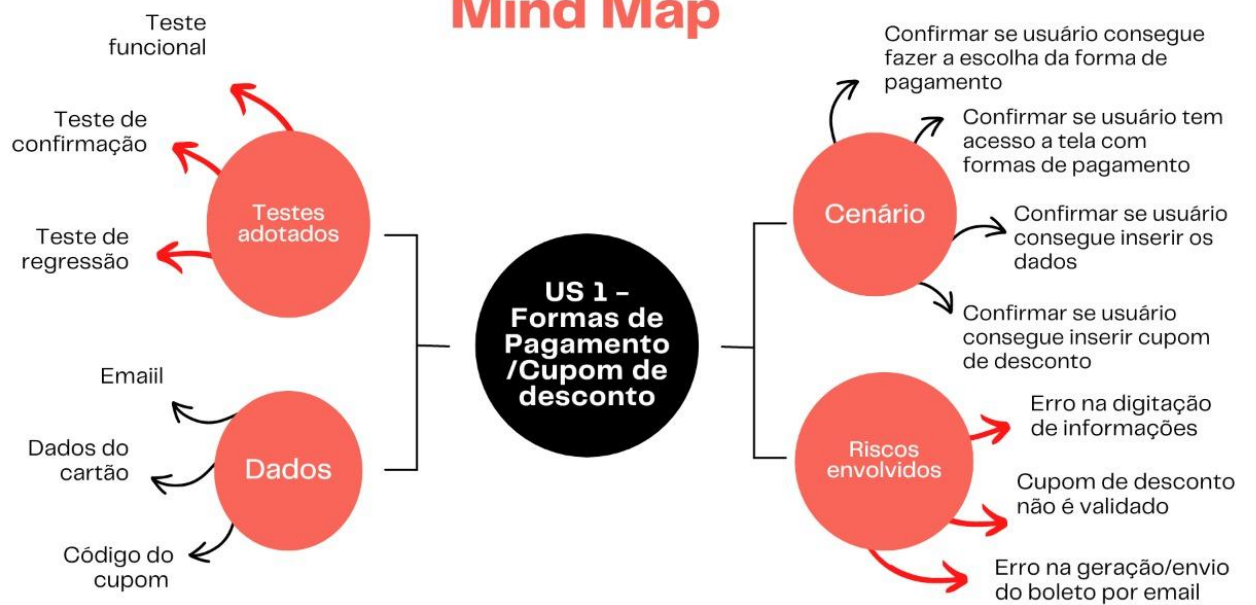 Mind Map
Teste
funcional
Teste de
confirmação
Teste de
regressão
Testes
adotados
Emaiil
Dados do
cartão
Código do
cupom
Dados
US 1 -
Formas de
Pagamento
/Cupom de
desconto
Cenário
Confirmar se usuário consegue
fazer a escolha da forma de
pagamento
Confirmar se usuário tem
acesso a tela com
formas de pagamento
Confirmar se usuário
consegue inserir os
dados
Confirmar se usuário
consegue inserir cupom
de desconto
Riscos
envolvidos
Erro na digitação
de informações
Cupom de desconto
não é validado
Erro na geração/envio
do boleto por email